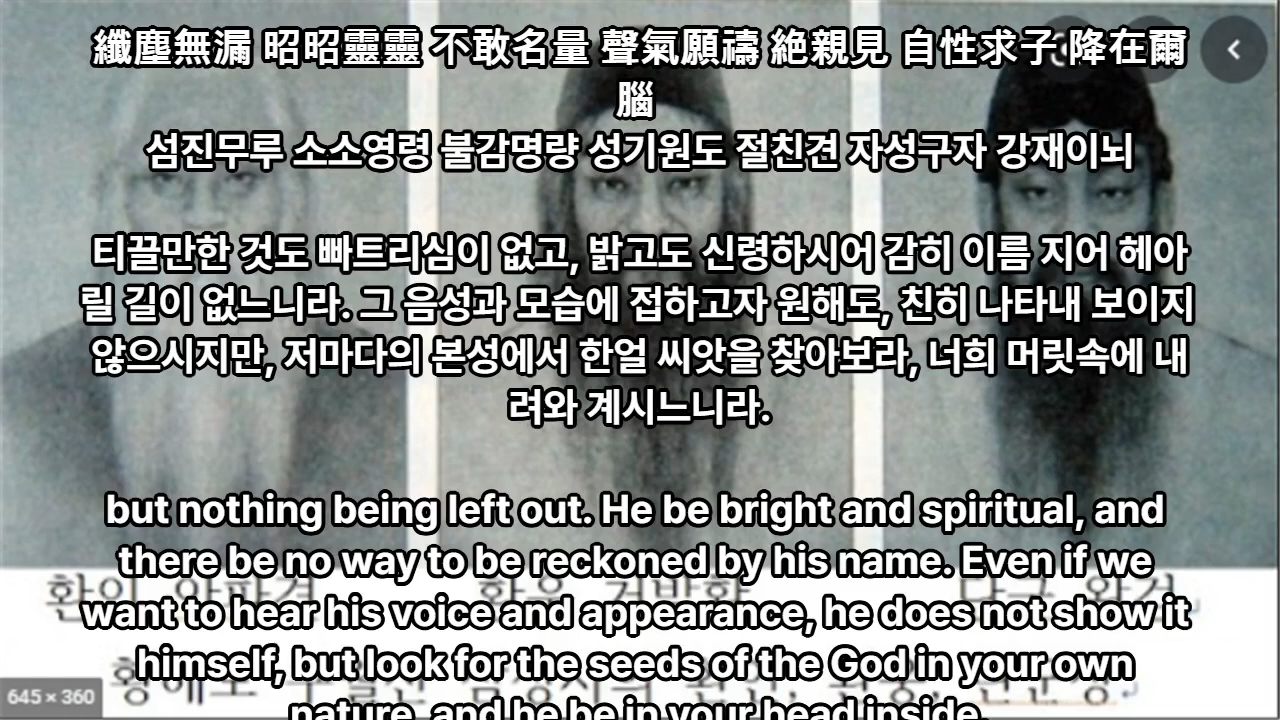 纖塵無漏 昭昭靈靈 不敢名量 聲氣願禱 絶親見 自性求子 降在爾
腦
섬진무루 소소영령 불감명량 성기원도 절친견 자성구자 강재이뇌
티끌만한 것도 빠트리심이 없고, 밝고도 신령하시어 감히 이름 지어 헤아
릴 길이 없느니라. 그 음성과 모습에 접하고자 원해도, 친히 나타내 보이지
않으시지만, 저마다의 본성에서 한얼 씨앗을 찾아보라, 너희 머릿속에 내
려와 계시느니라.
but nothing being left out. He be bright and spiritual, and
there be no way to be reckoned by his name. Even if we
want to hear his voice and appearance, he does not show it
himself, but look for the seeds of the God in your own
nature, and he be in your head inside.
645 × 360